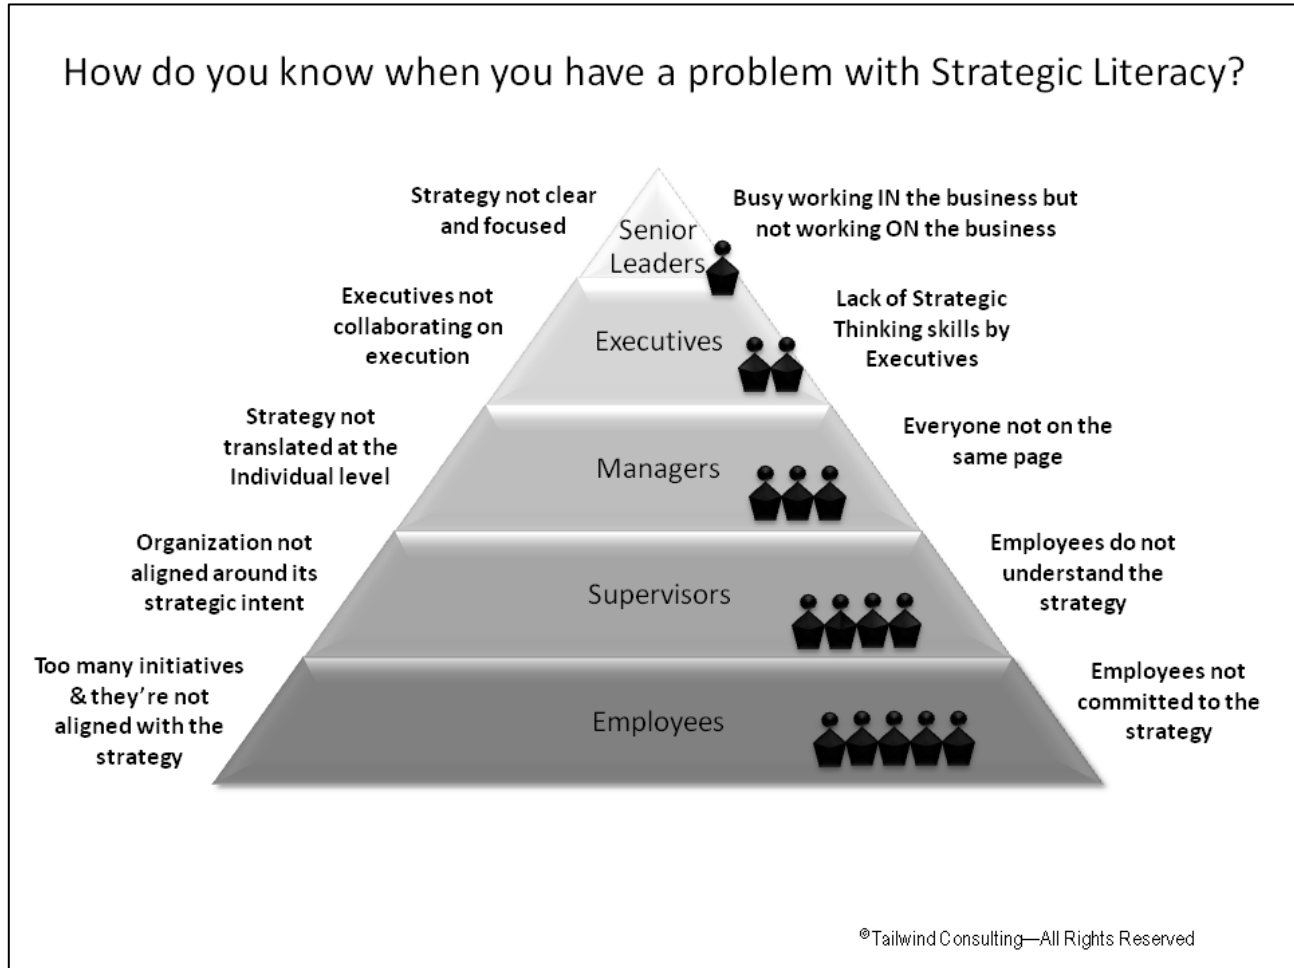 How do you know when you have a problem with Strategic Literacy?
Strategy not clear
and focused
Senior
Leaders
Busy working IN the business but
not working ON the business
Executives not
collaborating on
execution
Executives
Lack of Strategic
Thinking skills by
Executives
Strategy not
translated at the
Individual level
Managers
Everyone not on the
same page
Organization not
aligned around its
strategic intent
Supervisors
Employees do not
understand the
strategy
Too many initiatives
& they’re not
aligned with the
strategy
Employees
Employees not
committed to the
strategy
©Tailwind Consulting—All Rights Reserved